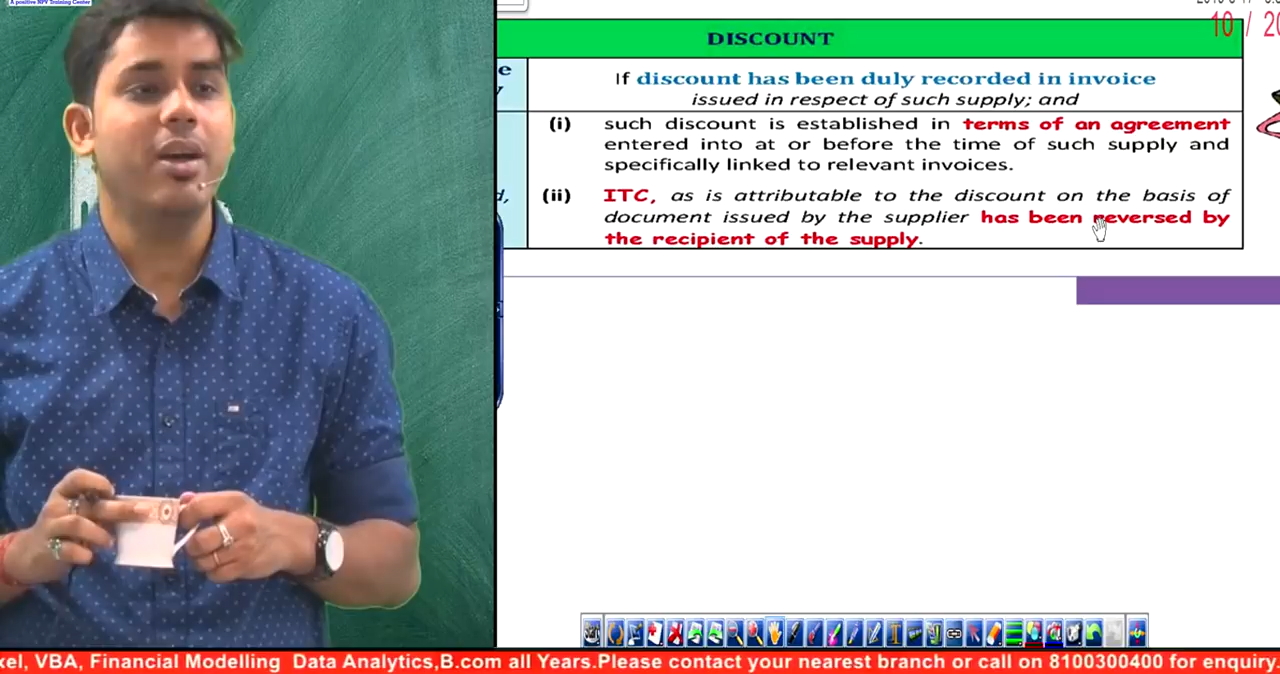 A positive NPV Training Center
10 / 20
DISCOUNT
e
y
If discount has been duly recorded in invoice
issued in respect of such supply; and
(i) such discount is established in terms of an agreement
entered into at or before the time of such supply and
specifically linked to relevant invoices.
d,
(ii) ITC, as is attributable to the discount on the basis of
document issued by the supplier has been reversed by
the recipient of the supply.
xel, VBA, Financial Modelling Data Analytics,B.com all Years.Please contact your nearest branch or call on 8100300400 for enquiry.